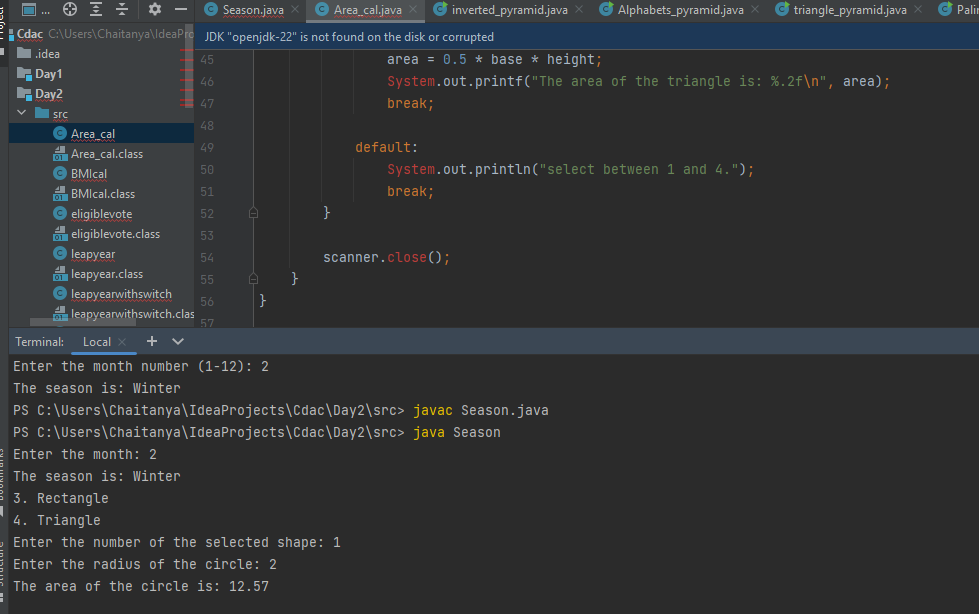 ...
Season.java
Area_cal.java
inverted_pyramid.java
Alphabets_pyramid.java
triangle_pyramid.java
Cdac C:\Users\Chaitanya\IdeaPro
.idea
Day1
Day2
src
Area_cal
Area_cal.class
BMIcal
BMIcal.class
eligiblevote
eligiblevote.class
leapyear
leapyear.class
leapyearwithswitch
leapyearwithswitch.clas
JDK "openjdk-22" is not found on the disk or corrupted
45 area = 0.5 * base * height;
46 System.out.printf("The area of the triangle is: %.2f\n", area);
47 break;
48
49 default:
50 System.out.println("select between 1 and 4.");
51 break;
52 }
53
54 scanner.close();
55 }
56 }
57
Terminal: Local
Enter the month number (1-12): 2
The season is: Winter
PS C:\Users\Chaitanya\IdeaProjects\Cdac\Day2\src> javac Season.java
PS C:\Users\Chaitanya\IdeaProjects\Cdac\Day2\src> java Season
Enter the month: 2
The season is: Winter
3. Rectangle
4. Triangle
Enter the number of the selected shape: 1
Enter the radius of the circle: 2
The area of the circle is: 12.57